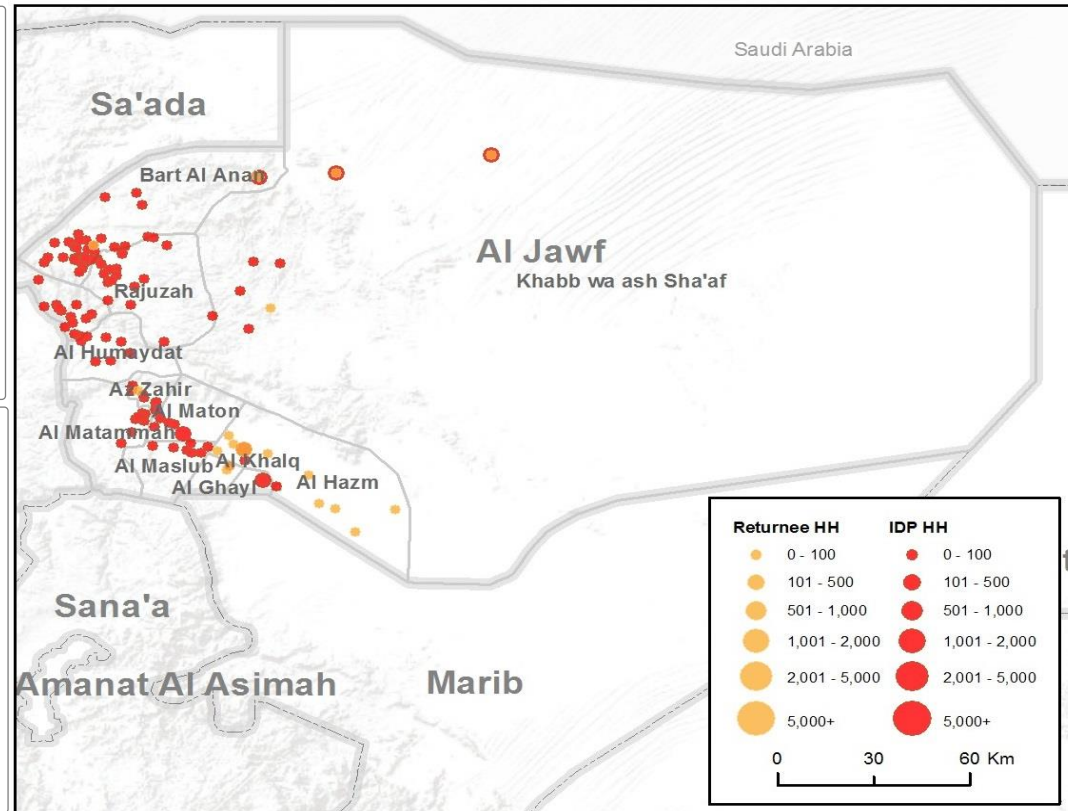 Saudi Arabia
Sa'ada
Bart Al Anan
Al Jawf
Khabb wa ash Sha'af
Rajuzah
Al Humaydat
Az Zahir
Al Maton
Al Matammah
Al Maslub
Al Khalq
Al Ghayl
Al Hazm
Sana'a
Amanat Al Asimah
Marib
Returnee HH IDP HH
0 - 100 0 - 100
101 - 500 101 - 500
501 - 1,000 501 - 1,000
1,001 - 2,000 1,001 - 2,000
2,001 - 5,000 2,001 - 5,000
5,000+ 5,000+
0 30 60 Km